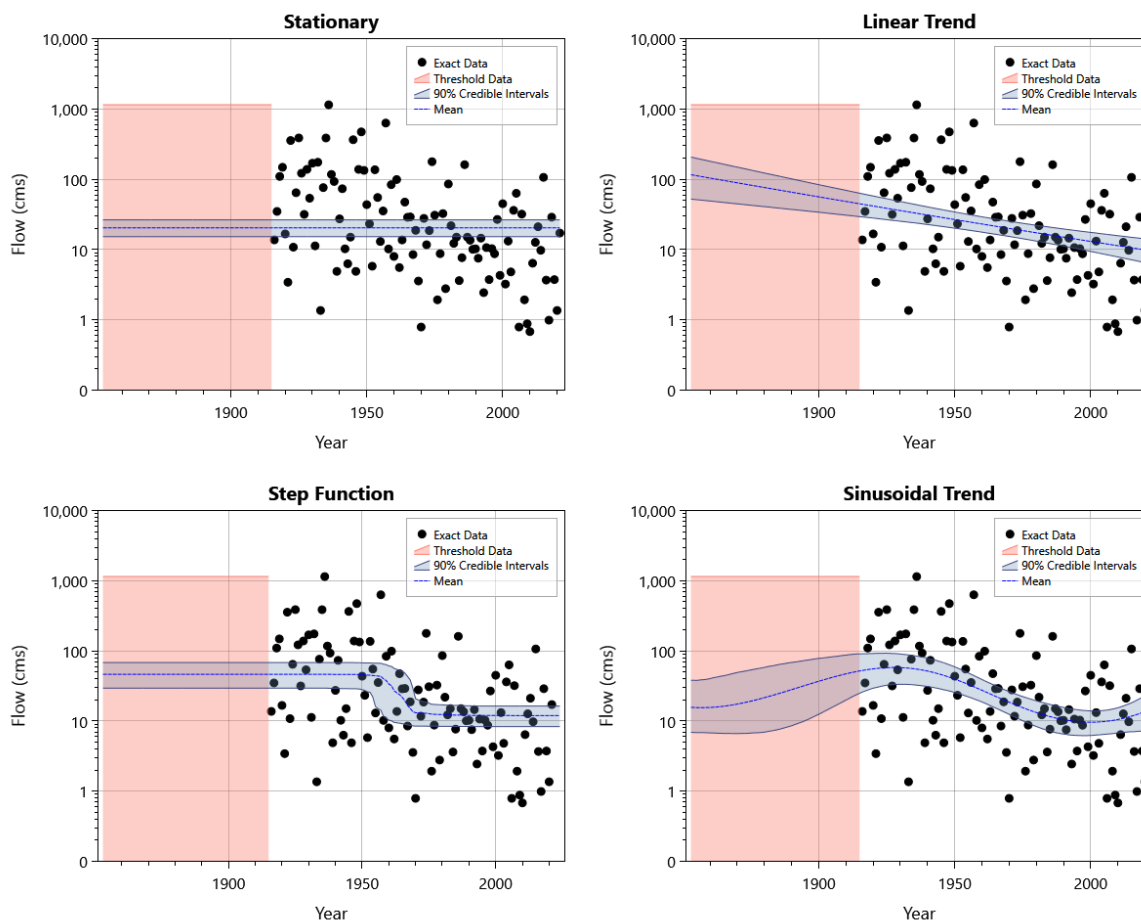 Stationary
10,000
1,000
100
10
1
0
Flow (cms)
Exact Data
Threshold Data
90% Credible Intervals
Mean
1900
1950
2000
Year
Linear Trend
10,000
1,000
100
10
1
0
Flow (cms)
Exact Data
Threshold Data
90% Credible Intervals
Mean
1900
1950
2000
Year
Step Function
10,000
1,000
100
10
1
0
Flow (cms)
Exact Data
Threshold Data
90% Credible Intervals
Mean
1900
1950
2000
Year
Sinusoidal Trend
10,000
1,000
100
10
1
0
Flow (cms)
Exact Data
Threshold Data
90% Credible Intervals
Mean
1900
1950
2000
Year